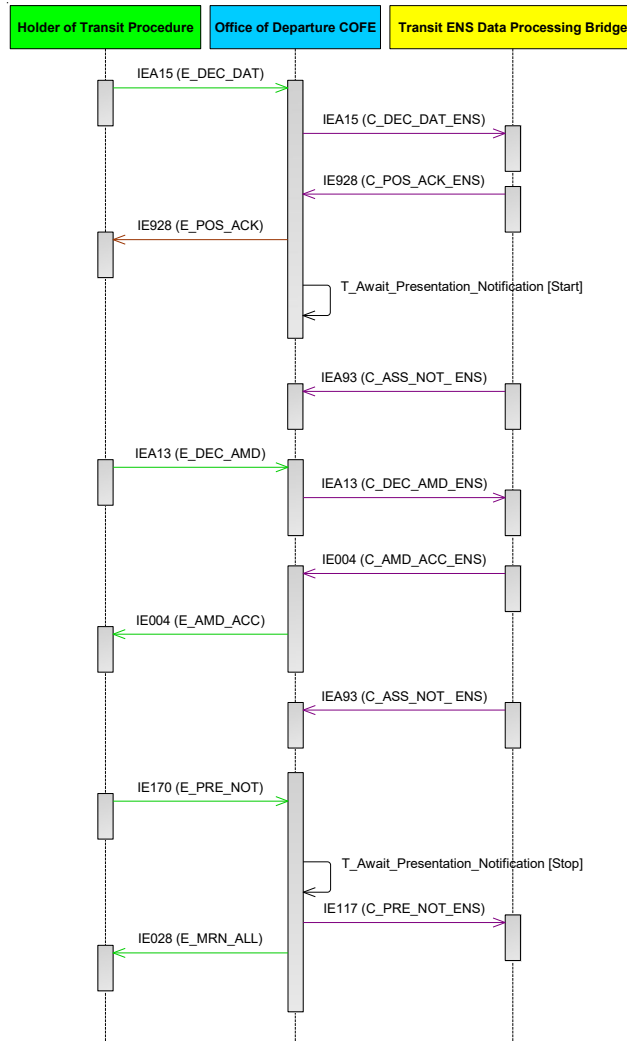 Holder of Transit Procedure
Office of Departure COFE
Transit ENS Data Processing Bridge
IEA15 (E_DEC_DAT)
IEA15 (C_DEC_DAT_ENS)
IE928 (C_POS_ACK_ENS)
IE928 (E_POS_ACK)
T_Await_Presentation_Notification [Start]
IEA93 (C_ASS_NOT_ ENS)
IEA13 (E_DEC_AMD)
IEA13 (C_DEC_AMD_ENS)
IE004 (C_AMD_ACC_ENS)
IE004 (E_AMD_ACC)
IEA93 (C_ASS_NOT_ ENS)
IE170 (E_PRE_NOT)
T_Await_Presentation_Notification [Stop]
IE117 (C_PRE_NOT_ENS)
IE028 (E_MRN_ALL)